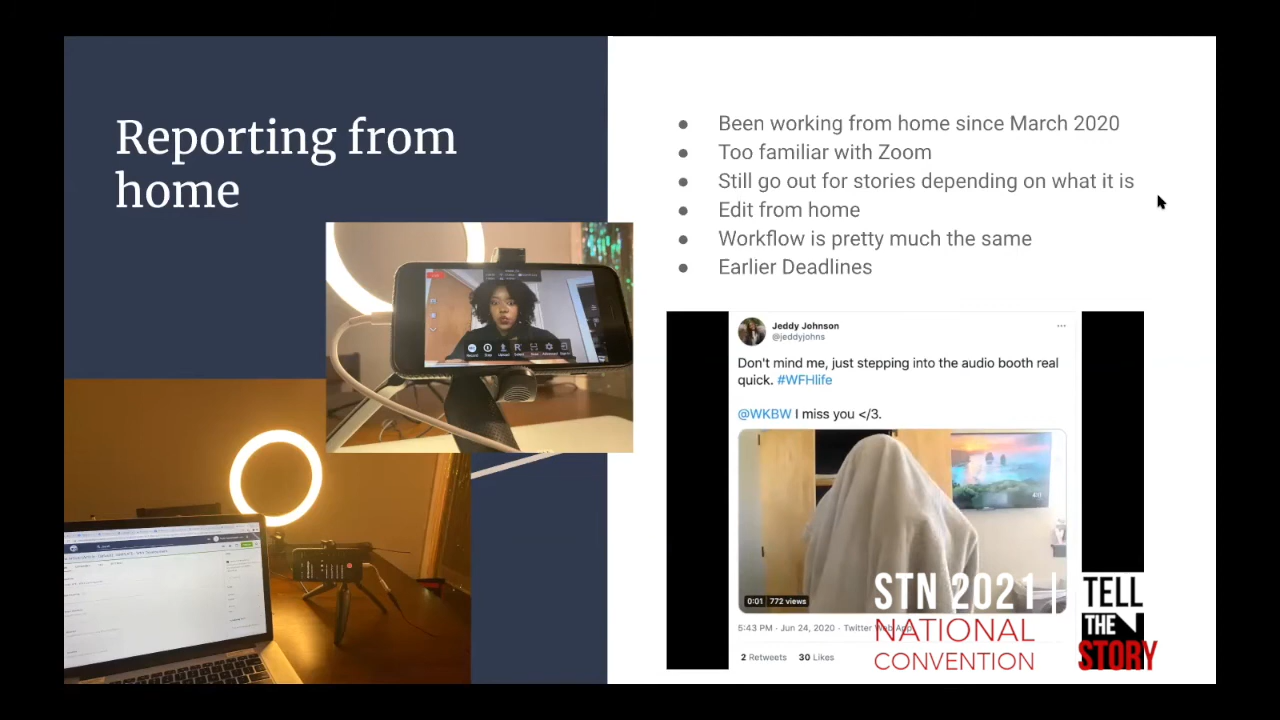 Reporting from
home
Been working from home since March 2020
Too familiar with Zoom
Still go out for stories depending on what it is
Edit from home
Workflow is pretty much the same
Earlier Deadlines
Jeddy Johnson
@jeddyjohns
Don't mind me, just stepping into the audio booth real
quick. #WFHlife
@WKBW I miss you </3.
0:01 772 views
5:43 PM · Jun 24, 2020 · Twitter Web App
2 Retweets 30 Likes
STN 2021 |
NATIONAL
CONVENTION
TELL
THE
STORY